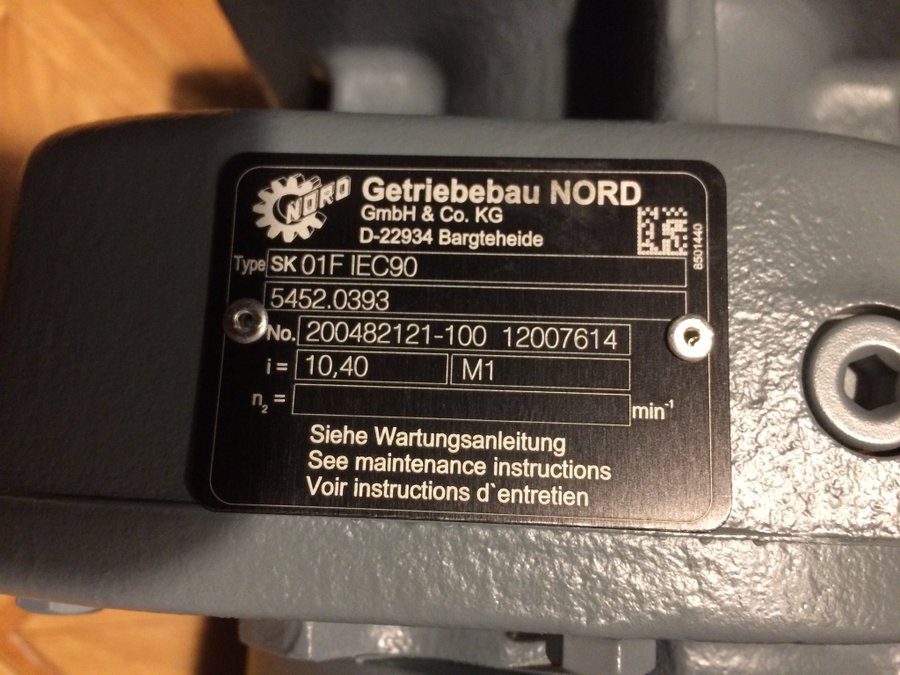 NORD
Getriebebau NORD
GmbH & Co. KG
D-22934 Bargteheide
8501440
Type SK 01F IEC90
5452.0393
No. 200482121-100 12007614
i = 10,40 M1
n₂ = min⁻¹
Siehe Wartungsanleitung
See maintenance instructions
Voir instructions d`entretien